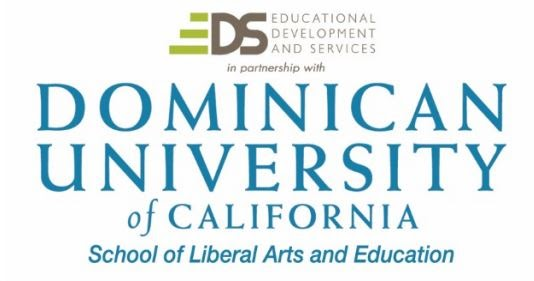 EDS EDUCATIONAL
DEVELOPMENT
AND SERVICES
in partnership with
DOMINICAN
UNIVERSITY
of CALIFORNIA
School of Liberal Arts and Education